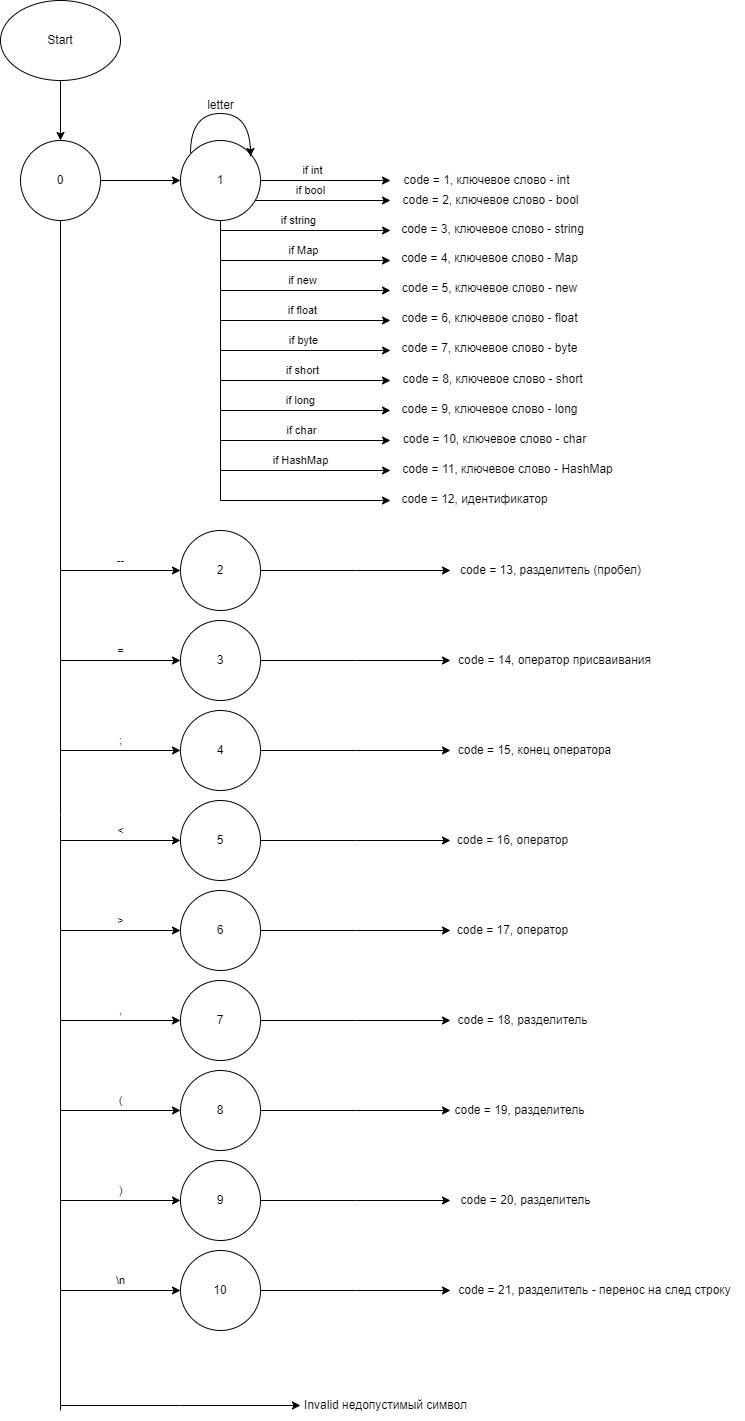 Start
letter
0
1
if int
code = 1, ключевое слово - int
if bool
code = 2, ключевое слово - bool
if string
code = 3, ключевое слово - string
if Map
code = 4, ключевое слово - Map
if new
code = 5, ключевое слово - new
if float
code = 6, ключевое слово - float
if byte
code = 7, ключевое слово - byte
if short
code = 8, ключевое слово - short
if long
code = 9, ключевое слово - long
if char
code = 10, ключевое слово - char
if HashMap
code = 11, ключевое слово - HashMap
code = 12, идентификатор
--
2
code = 13, разделитель (пробел)
=
3
code = 14, оператор присваивания
;
4
code = 15, конец оператора
<
5
code = 16, оператор
>
6
code = 17, оператор
,
7
code = 18, разделитель
(
8
code = 19, разделитель
)
9
code = 20, разделитель
\n
10
code = 21, разделитель - перенос на след строку
Invalid недопустимый символ